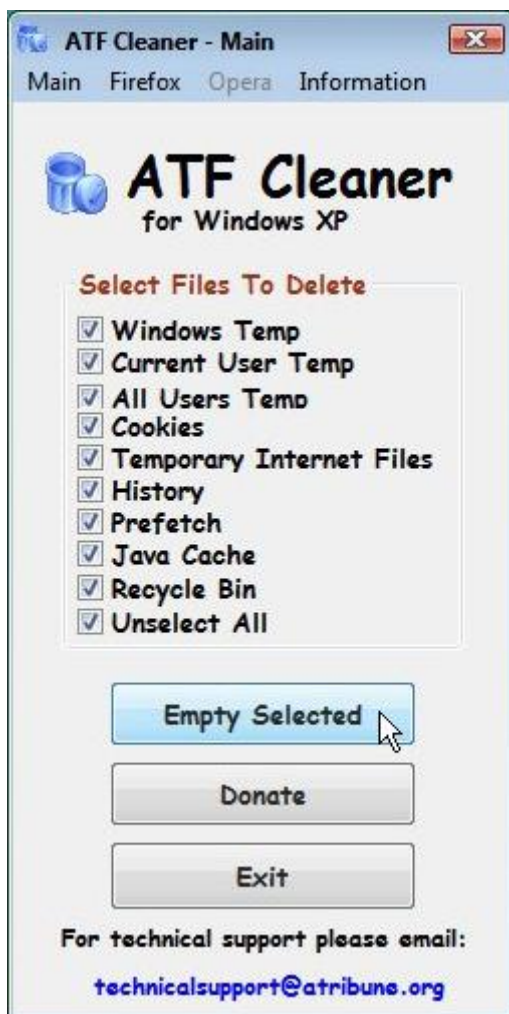 ATF Cleaner - Main
Main Firefox Opera Information
ATF Cleaner
for Windows XP
Select Files To Delete
Windows Temp
Current User Temp
All Users Temp
Cookies
Temporary Internet Files
History
Prefetch
Java Cache
Recycle Bin
Unselect All
Empty Selected
Donate
Exit
For technical support please email:
technicalsupport@atribune.org